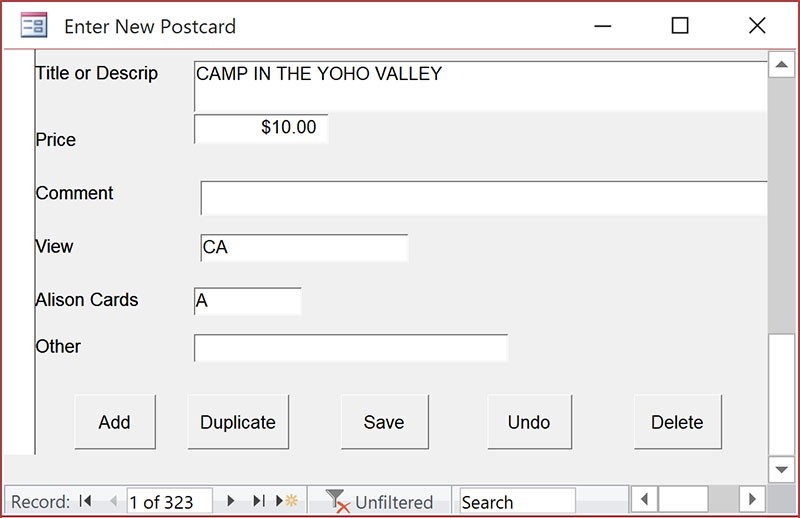 Enter New Postcard
Title or Descrip CAMP IN THE YOHO VALLEY
Price $10.00
Comment
View CA
Alison Cards A
Other
Add Duplicate Save Undo Delete
Record: 1 of 323 Unfiltered Search